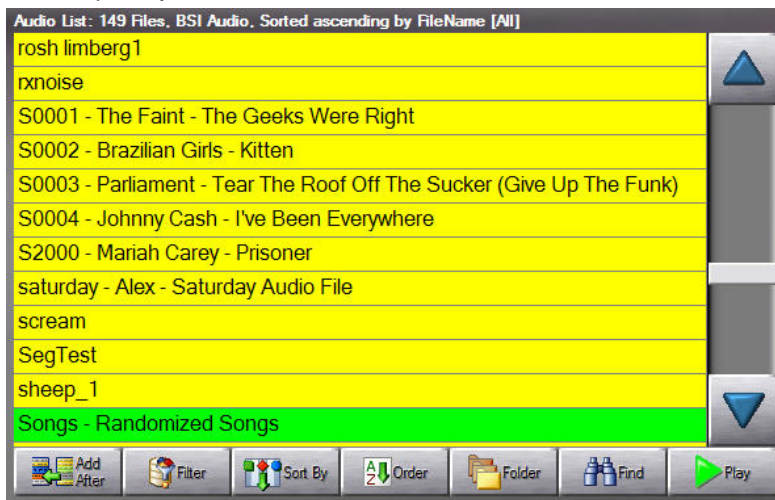 Audio List: 149 Files, BSI Audio, Sorted ascending by FileName [All]
rosh limberg1
rxnoise
S0001 - The Faint - The Geeks Were Right
S0002 - Brazilian Girls - Kitten
S0003 - Parliament - Tear The Roof Off The Sucker (Give Up The Funk)
S0004 - Johnny Cash - I've Been Everywhere
S2000 - Mariah Carey - Prisoner
saturday - Alex - Saturday Audio File
scream
SegTest
sheep_1
Songs - Randomized Songs
Add After
Filter
Sort By
A Z Order
Folder
Find
Play